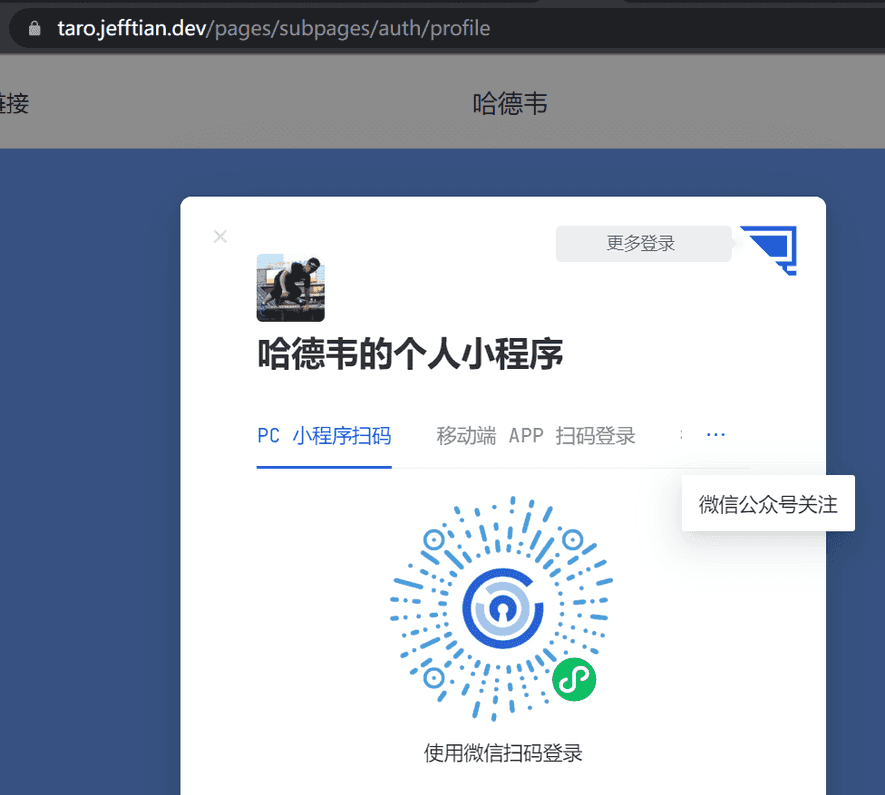 taro.jefftian.dev/pages/subpages/auth/profile
接
哈德韦
更多登录
哈德韦的个人小程序
PC 小程序扫码
移动端 APP 扫码登录
...
微信公众号关注
使用微信扫码登录